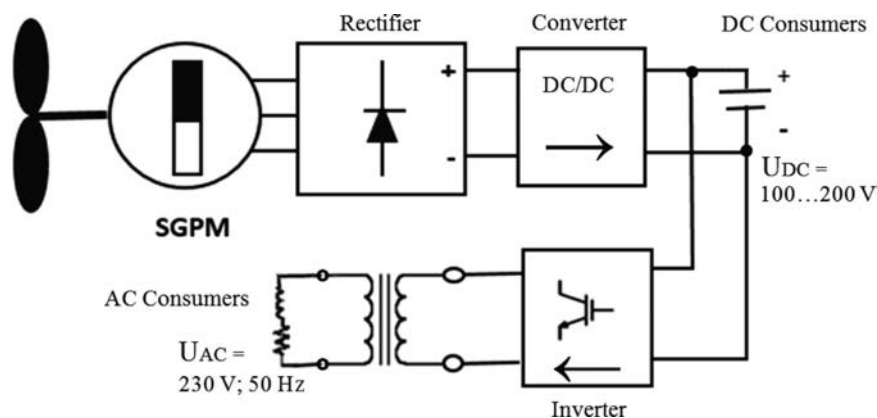 Rectifier
Converter
DC Consumers
+
-
DC/DC
+
-
UDC =
100...200 V
SGPM
AC Consumers
UAC =
230 V; 50 Hz
Inverter